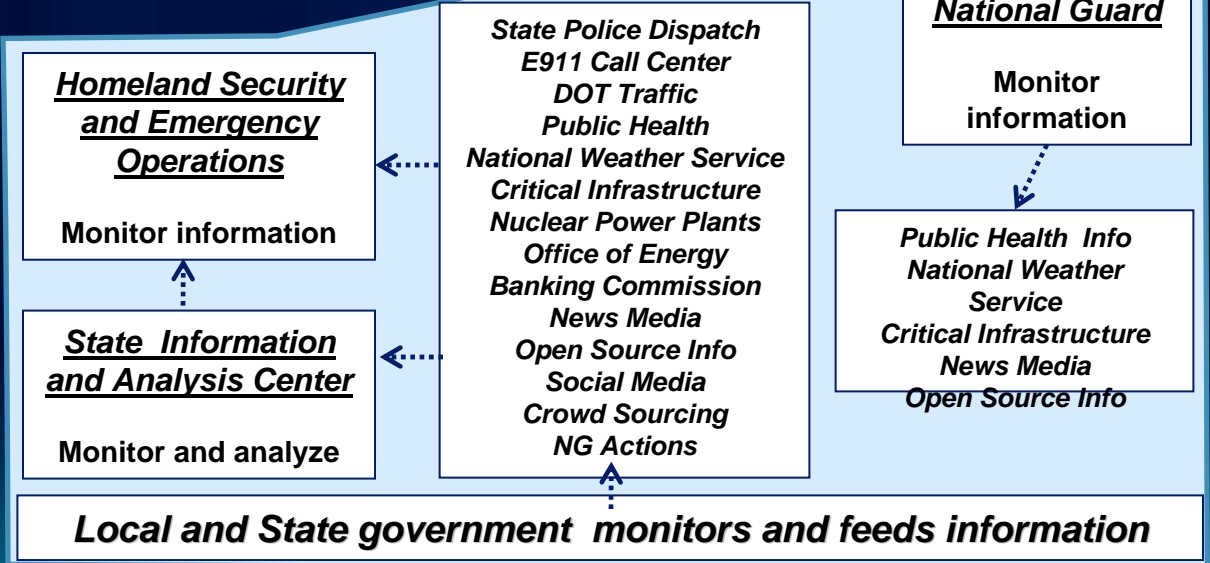 Homeland Security
and Emergency
Operations
Monitor information
State  Information
and Analysis Center
Monitor and analyze
State Police Dispatch
E911 Call Center
DOT Traffic
Public Health
National Weather Service
Critical Infrastructure
Nuclear Power Plants
Office of Energy
Banking Commission
News Media
Open Source Info
Social Media
Crowd Sourcing
NG Actions
National Guard
Monitor
information
Public Health  Info
National Weather
Service
Critical Infrastructure
News Media
Open Source Info
Local and State government  monitors and feeds information